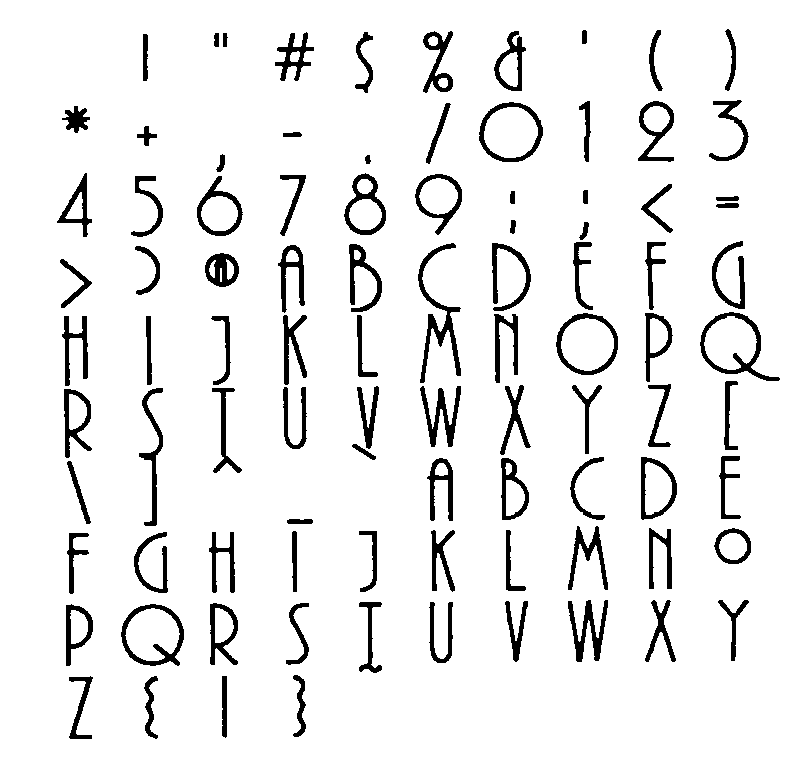 ! " # $ % & ' ( )
* + , - . / 0 1 2 3
4 5 6 7 8 9 : ; < =
> ? @ A B C D E F G
H I J K L M N O P Q
R S T U V W X Y Z [
\ ] ^ _ ` A B C D E
F G H I J K L M N O
P Q R S T U V W X Y
Z { | }